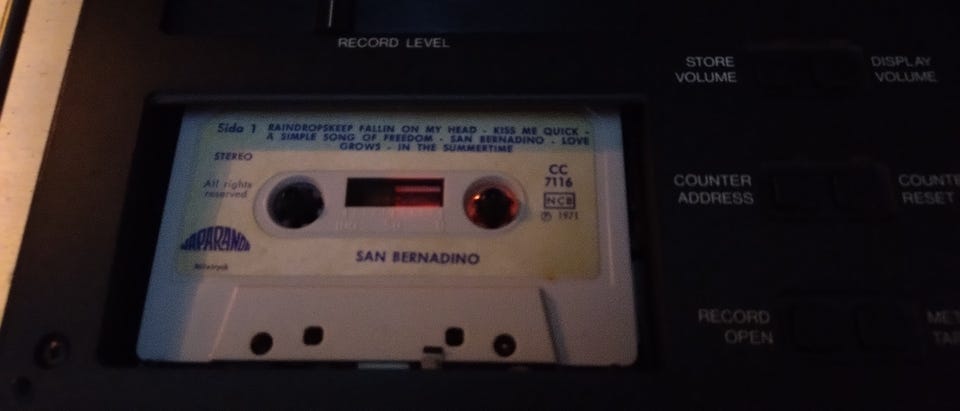 RECORD LEVEL
STORE VOLUME
DISPLAY VOLUME
Sida 1 RAINDROPSKEEP FALLIN ON MY HEAD - KISS ME QUICK -
A SIMPLE SONG OF FREEDOM - SAN BERNADINO - LOVE
GROWS - IN THE SUMMERTIME
STEREO
All rights
reserved
CC
7116
NCB
℗ 1971
SAN BERNADINO
COUNTER
ADDRESS
COUNTE
RESET
RECORD
OPEN
MET